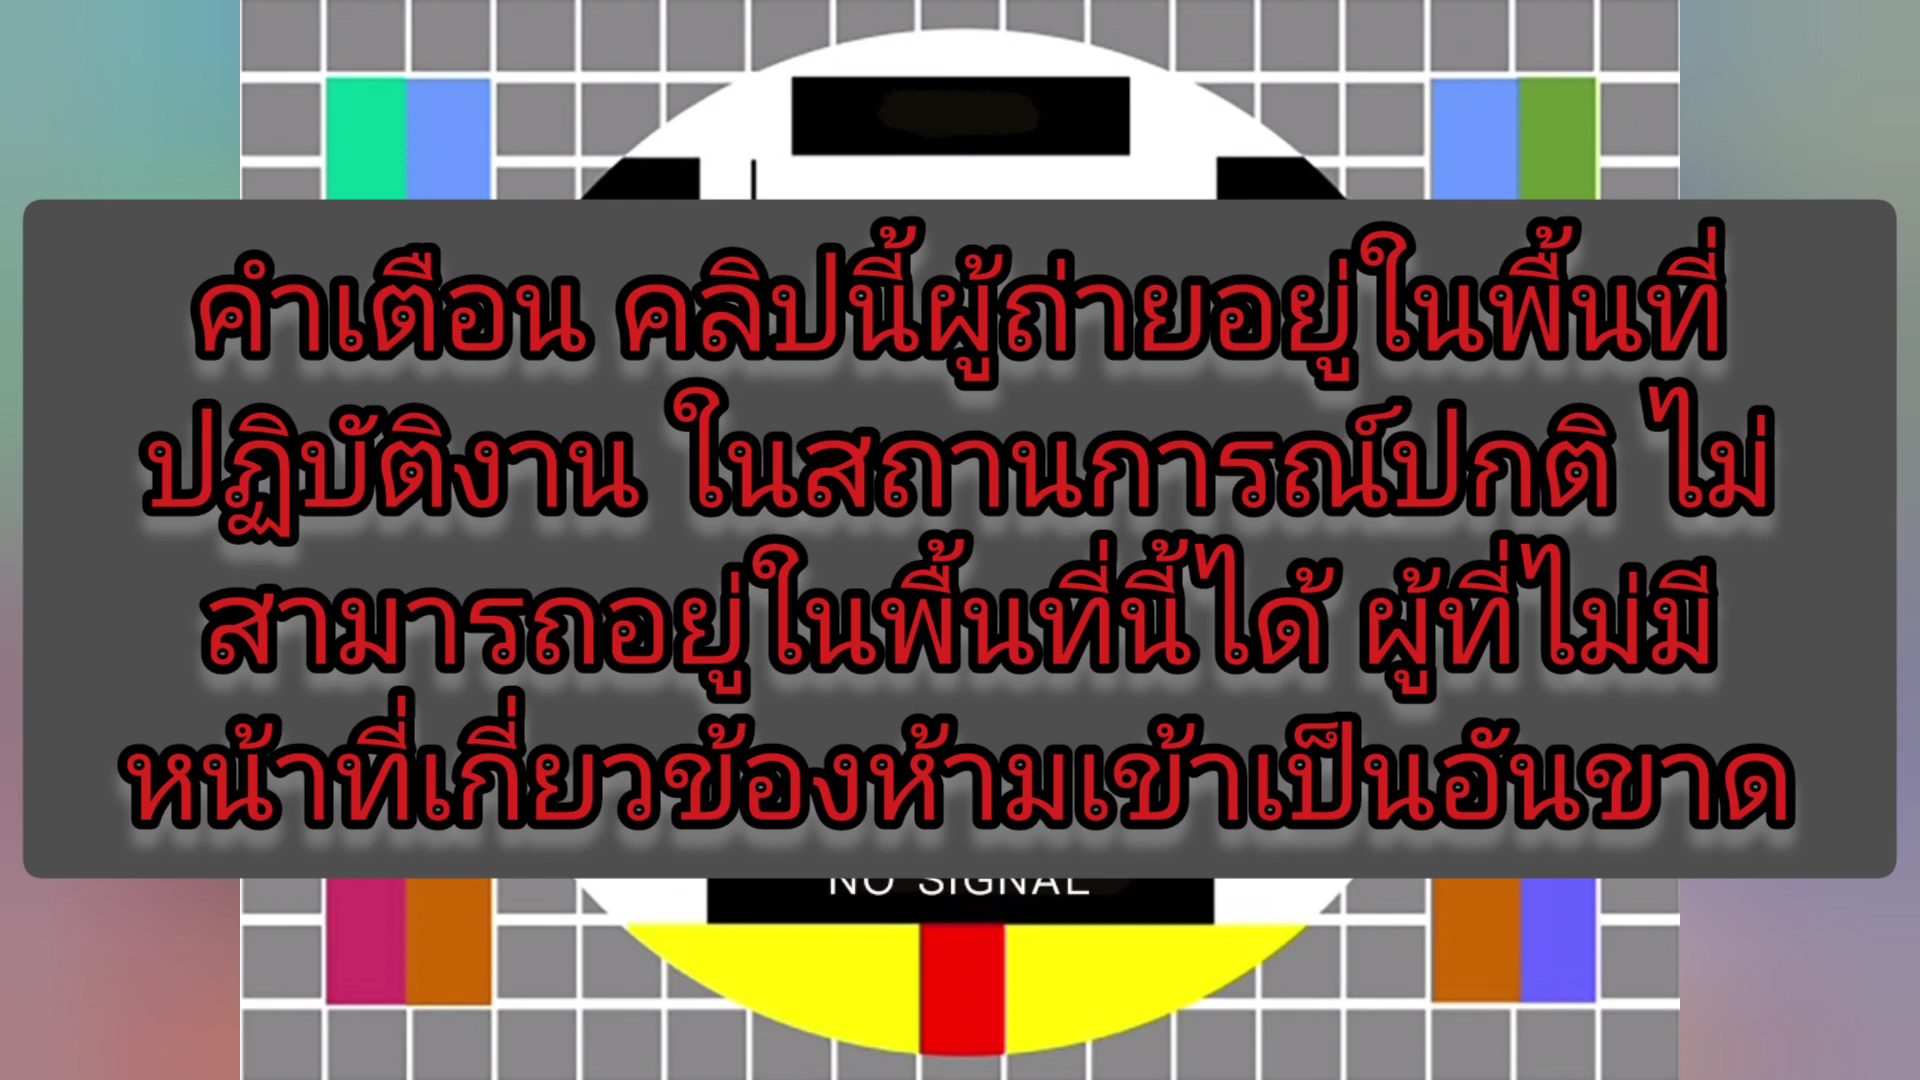 คำเตือน คลิปนี้ผู้ถ่ายอยู่ในพื้นที่
ปฏิบัติงาน ในสถานการณ์ปกติ ไม่
สามารถอยู่ในพื้นที่นี้ได้ ผู้ที่ไม่มี
หน้าที่เกี่ยวข้องห้ามเข้าเป็นอันขาด
NO SIGNAL